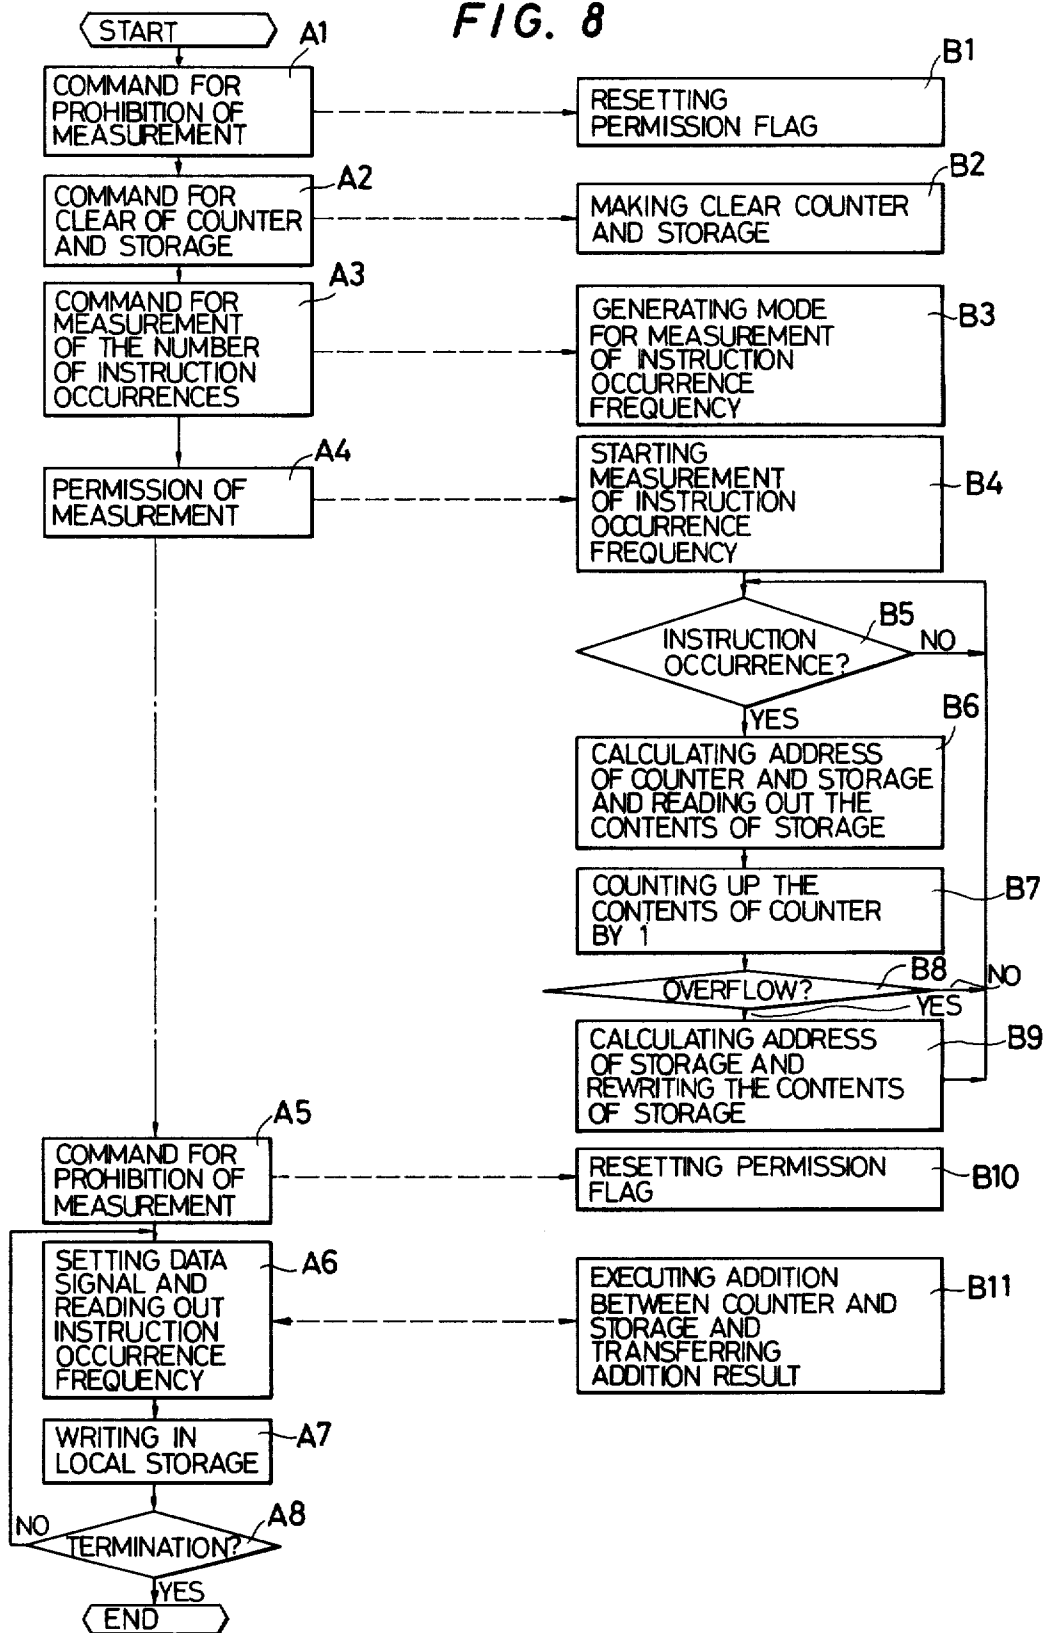 FIG. 8
START
A1
COMMAND FOR
PROHIBITION OF
MEASUREMENT
B1
RESETTING
PERMISSION FLAG
A2
COMMAND FOR
CLEAR OF COUNTER
AND STORAGE
B2
MAKING CLEAR COUNTER
AND STORAGE
A3
COMMAND FOR
MEASUREMENT
OF THE NUMBER
OF INSTRUCTION
OCCURRENCES
B3
GENERATING MODE
FOR MEASUREMENT
OF INSTRUCTION
OCCURRENCE
FREQUENCY
A4
PERMISSION OF
MEASUREMENT
B4
STARTING
MEASUREMENT
OF INSTRUCTION
OCCURRENCE
FREQUENCY
B5
INSTRUCTION
OCCURRENCE?
NO
YES
B6
CALCULATING ADDRESS
OF COUNTER AND STORAGE
AND READING OUT THE
CONTENTS OF STORAGE
B7
COUNTING UP THE
CONTENTS OF COUNTER
BY 1
B8
OVERFLOW?
NO
YES
B9
CALCULATING ADDRESS
OF STORAGE AND
REWRITING THE CONTENTS
OF STORAGE
A5
COMMAND FOR
PROHIBITION OF
MEASUREMENT
B10
RESETTING PERMISSION
FLAG
A6
SETTING DATA
SIGNAL AND
READING OUT
INSTRUCTION
OCCURRENCE
FREQUENCY
B11
EXECUTING ADDITION
BETWEEN COUNTER AND
STORAGE AND
TRANSFERRING
ADDITION RESULT
A7
WRITING IN
LOCAL STORAGE
A8
TERMINATION?
NO
YES
END